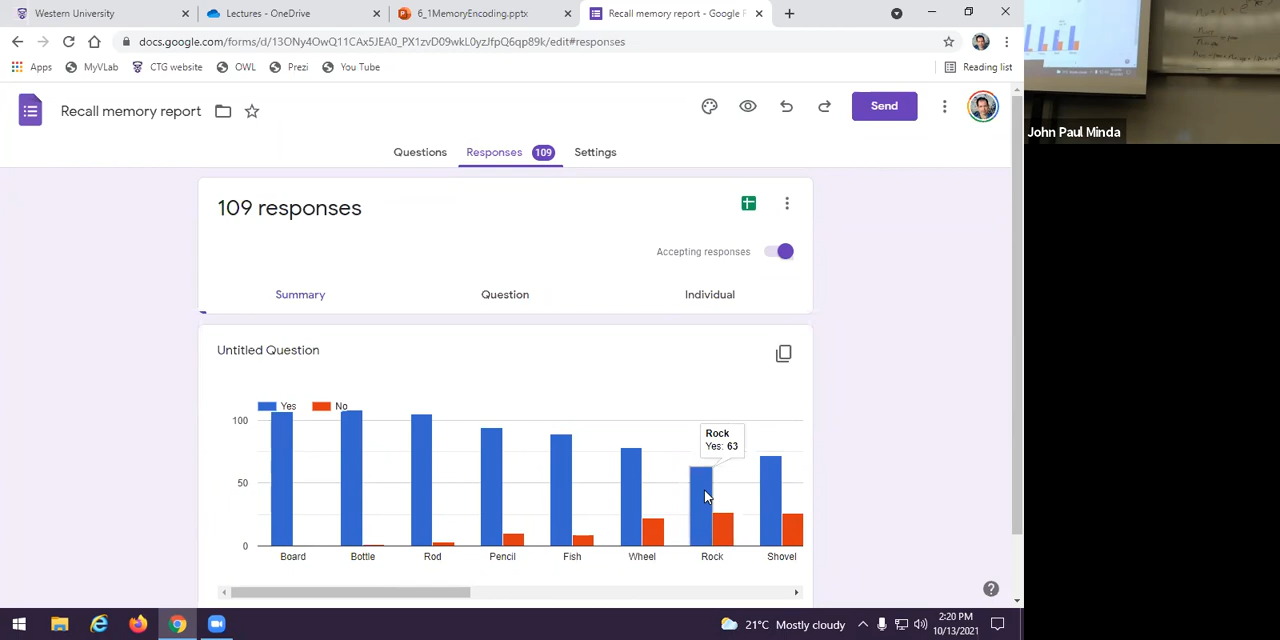 Western University
Lectures - OneDrive
6_1MemoryEncoding.pptx
Recall memory report - Google F
docs.google.com/forms/d/13ONy4OwQ11CAx5JEA0_PX1zvD09wkL0yzJfpQ6qp89k/edit#responses
Apps
MyVLab
CTG website
OWL
Prezi
You Tube
Reading list
Recall memory report
Send
John Paul Minda
Questions
Responses 109
Settings
109 responses
Accepting responses
Summary
Question
Individual
Untitled Question
Yes
No
100
50
0
Rock
Yes: 63
Board
Bottle
Rod
Pencil
Fish
Wheel
Rock
Shovel
21°C Mostly cloudy
2:20 PM
10/13/2021